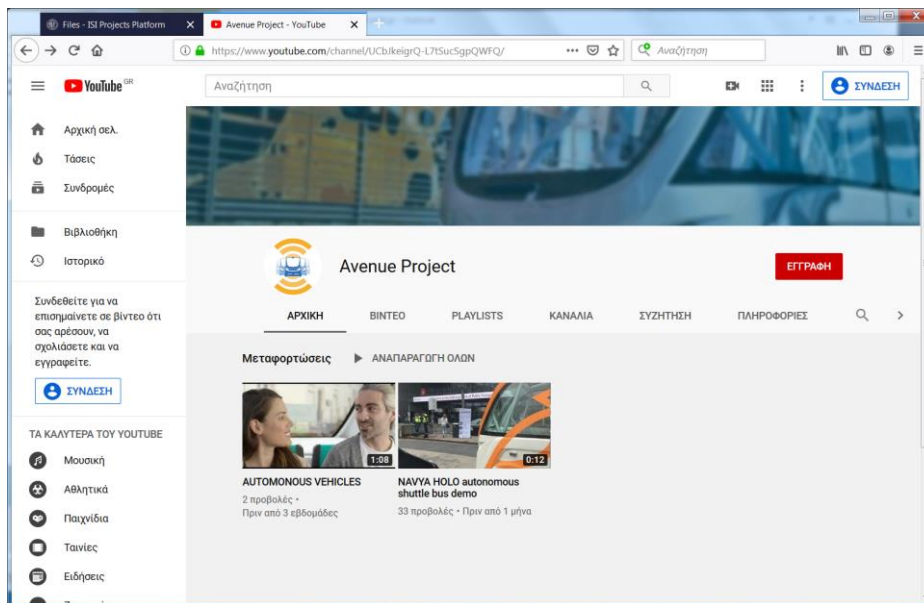 Files - ISI Projects Platform
Avenue Project - YouTube
https://www.youtube.com/channel/UCbJkeigrQ-L7tSucSgpQWFQ/
Αναζήτηση
YouTube GR
Αναζήτηση
ΣΥΝΔΕΣΗ
Αρχική σελ.
Τάσεις
Συνδρομές
Βιβλιοθήκη
Ιστορικό
Συνδεθείτε για να
επισημαίνετε σε βίντεο ότι
σας αρέσουν, να
σχολιάσετε και να
εγγραφείτε.
ΣΥΝΔΕΣΗ
ΤΑ ΚΑΛΥΤΕΡΑ ΤΟΥ YOUTUBE
Μουσική
Αθλητικά
Παιχνίδια
Ταινίες
Ειδήσεις
Avenue Project
ΕΓΓΡΑΦΗ
ΑΡΧΙΚΗ ΒΙΝΤΕΟ PLAYLISTS ΚΑΝΑΛΙΑ ΣΥΖΗΤΗΣΗ ΠΛΗΡΟΦΟΡΙΕΣ
Μεταφορτώσεις ΑΝΑΠΑΡΑΓΩΓΗ ΟΛΩΝ
1:08
AUTOMONOUS VEHICLES
2 προβολές •
Πριν από 3 εβδομάδες
0:12
NAVYA HOLO autonomous
shuttle bus demo
33 προβολές • Πριν από 1 μήνα